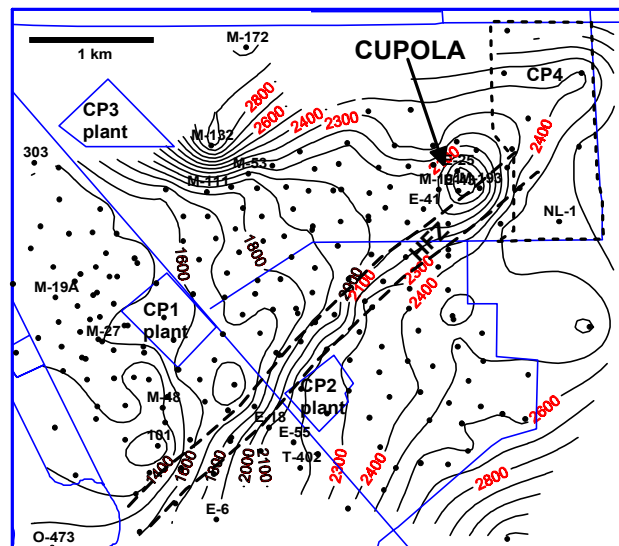 M-172
1 km
CUPOLA
CP4
CP3
plant
2800
2600
2400
2300
2400
M-132
303
M-53
E-25
M-193
M-111
E-41
NL-1
HFZ
1600
1800
2000
2100
2300
2400
M-19A
CP1
plant
M-27
CP2
plant
M-48
E-18
101
E-55
T-402
2600
1400
1600
1800
2000
2100
2300
2400
2800
E-6
O-473